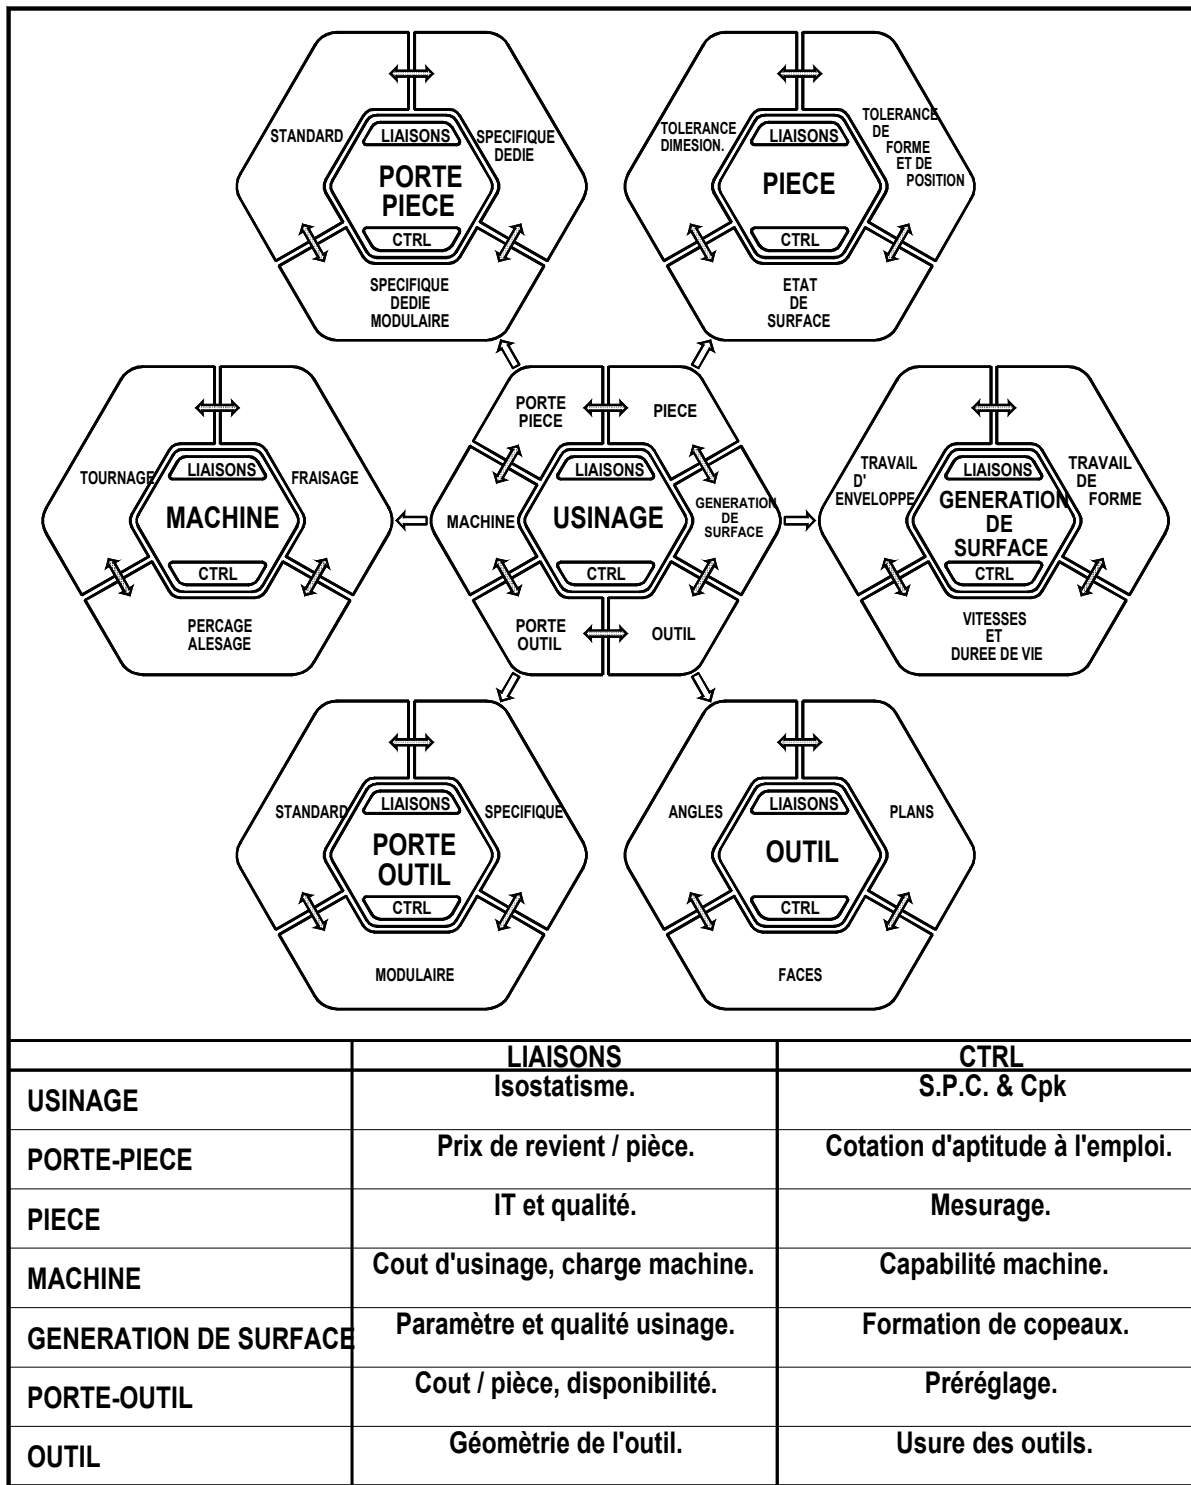 STANDARD
LIAISONS
SPECIFIQUE
DEDIE
PORTE
PIECE
CTRL
SPECIFIQUE
DEDIE
MODULAIRE
TOLERANCE
DIMESION.
LIAISONS
TOLERANCE
DE
FORME
ET DE
POSITION
PIECE
CTRL
ETAT
DE
SURFACE
TOURNAGE
LIAISONS
FRAISAGE
MACHINE
CTRL
PERCAGE
ALESAGE
PORTE
PIECE
PIECE
LIAISONS
MACHINE
USINAGE
GENERATION
DE
SURFACE
CTRL
PORTE
OUTIL
OUTIL
TRAVAIL
D'
ENVELOPPE
LIAISONS
TRAVAIL
DE
FORME
GENERATION
DE
SURFACE
CTRL
VITESSES
ET
DUREE DE VIE
STANDARD
LIAISONS
SPECIFIQUE
PORTE
OUTIL
CTRL
MODULAIRE
ANGLES
LIAISONS
PLANS
OUTIL
CTRL
FACES
LIAISONS CTRL
USINAGE Isostatisme. S.P.C. & Cpk
PORTE-PIECE Prix de revient / pièce. Cotation d'aptitude à l'emploi.
PIECE IT et qualité. Mesurage.
MACHINE Cout d'usinage, charge machine. Capabilité machine.
GENERATION DE SURFACE Paramètre et qualité usinage. Formation de copeaux.
PORTE-OUTIL Cout / pièce, disponibilité. Préréglage.
OUTIL Géomètrie de l'outil. Usure des outils.